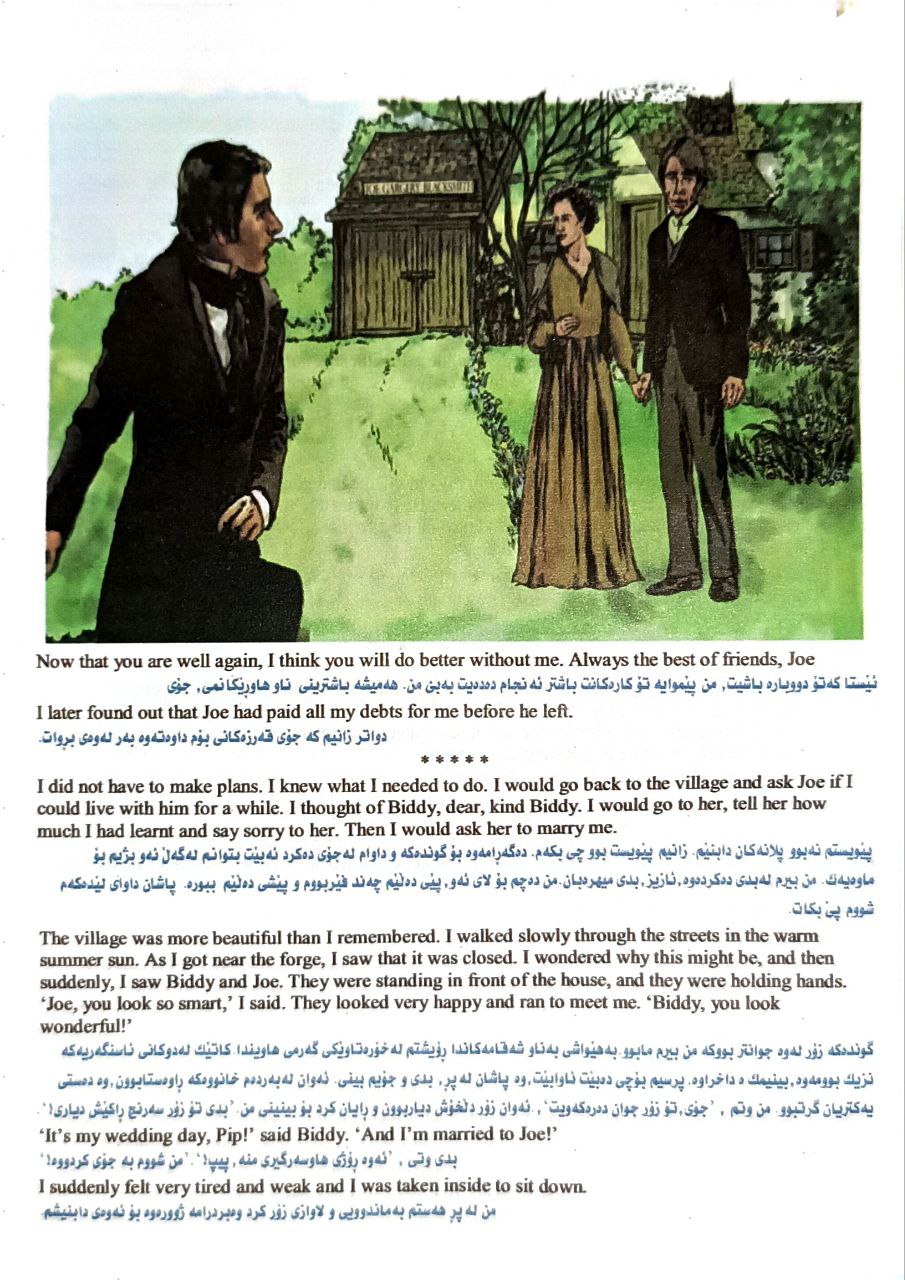 JOE GARGERY BLACKSMITH
Now that you are well again, I think you will do better without me. Always the best of friends, Joe
ئێستا کەتۆ دووبارە باشیت, من پێموایە تۆ کارەکانت باشتر ئەنجام دەدەیت بەبێ من. هەمیشە باشترینی ناو هاوڕێکانمی, جۆی
I later found out that Joe had paid all my debts for me before he left.
دواتر زانیم کە جۆی قەرزەکانی بۆم داوەتەوە بەر لەوەی بڕوات.
* * * * *
I did not have to make plans. I knew what I needed to do. I would go back to the village and ask Joe if I
could live with him for a while. I thought of Biddy, dear, kind Biddy. I would go to her, tell her how
much I had learnt and say sorry to her. Then I would ask her to marry me.
پێویستم نەبوو پلانەکان دابنێم. زانیم پێویست بوو چی بکەم. دەگەڕامەوە بۆ گوندەکە و داوام لەجۆی دەکرد ئەبێت بتوانم لەگەڵ ئەو بژیم بۆ
ماوەیەك. من بیرم لەبدی دەکردەوە, ئازیز, بدی میهرەبان. من دەچم بۆ لای ئەو, پێی دەڵێم چەند فێربووم و پێشی دەڵێم ببورە. پاشان داوای لێدەکەم
شووم پێ بکات.
The village was more beautiful than I remembered. I walked slowly through the streets in the warm
summer sun. As I got near the forge, I saw that it was closed. I wondered why this might be, and then
suddenly, I saw Biddy and Joe. They were standing in front of the house, and they were holding hands.
‘Joe, you look so smart,’ I said. They looked very happy and ran to meet me. ‘Biddy, you look
wonderful!’
گوندەکە زۆر لەوە جوانتر بووکە من بیرم مابوو. بەهێواشی بەناو شەقامەکاندا ڕۆیشتم لەخۆرەتاوێکی گەرمی هاویندا. کاتێك لەدوکانی ئاسنگەریەکە
نزیك بوومەوە, بینیمك ە داخراوە. پرسیم بۆچی دەبێت ئاوابێت, وە پاشان لەپڕ, بدی و جۆیم بینی. ئەوان لەبەردەم خانووەکە ڕاوەستابوون, وە دەستی
یەکتریان گرتبوو. من وتم , ‘جۆی, تۆ زۆر جوان دەردەکەویت’, ئەوان زۆر دڵخۆش دیاربوون و ڕایان کرد بۆ بینینی من. ‘بدی تۆ زۆر سەرنج ڕاکێش دیاری!’.
‘It’s my wedding day, Pip!’ said Biddy. ‘And I’m married to Joe!’
بدی وتی , ‘ئەوە ڕۆژی هاوسەرگیری منە, پیپ!’. ‘من شووم بە جۆی کردووە!’
I suddenly felt very tired and weak and I was taken inside to sit down.
من لە پڕ هەستم بەماندوویی و لاوازی زۆر کرد وەبردرامە ژوورەوە بۆ ئەوەی دابنیشم.